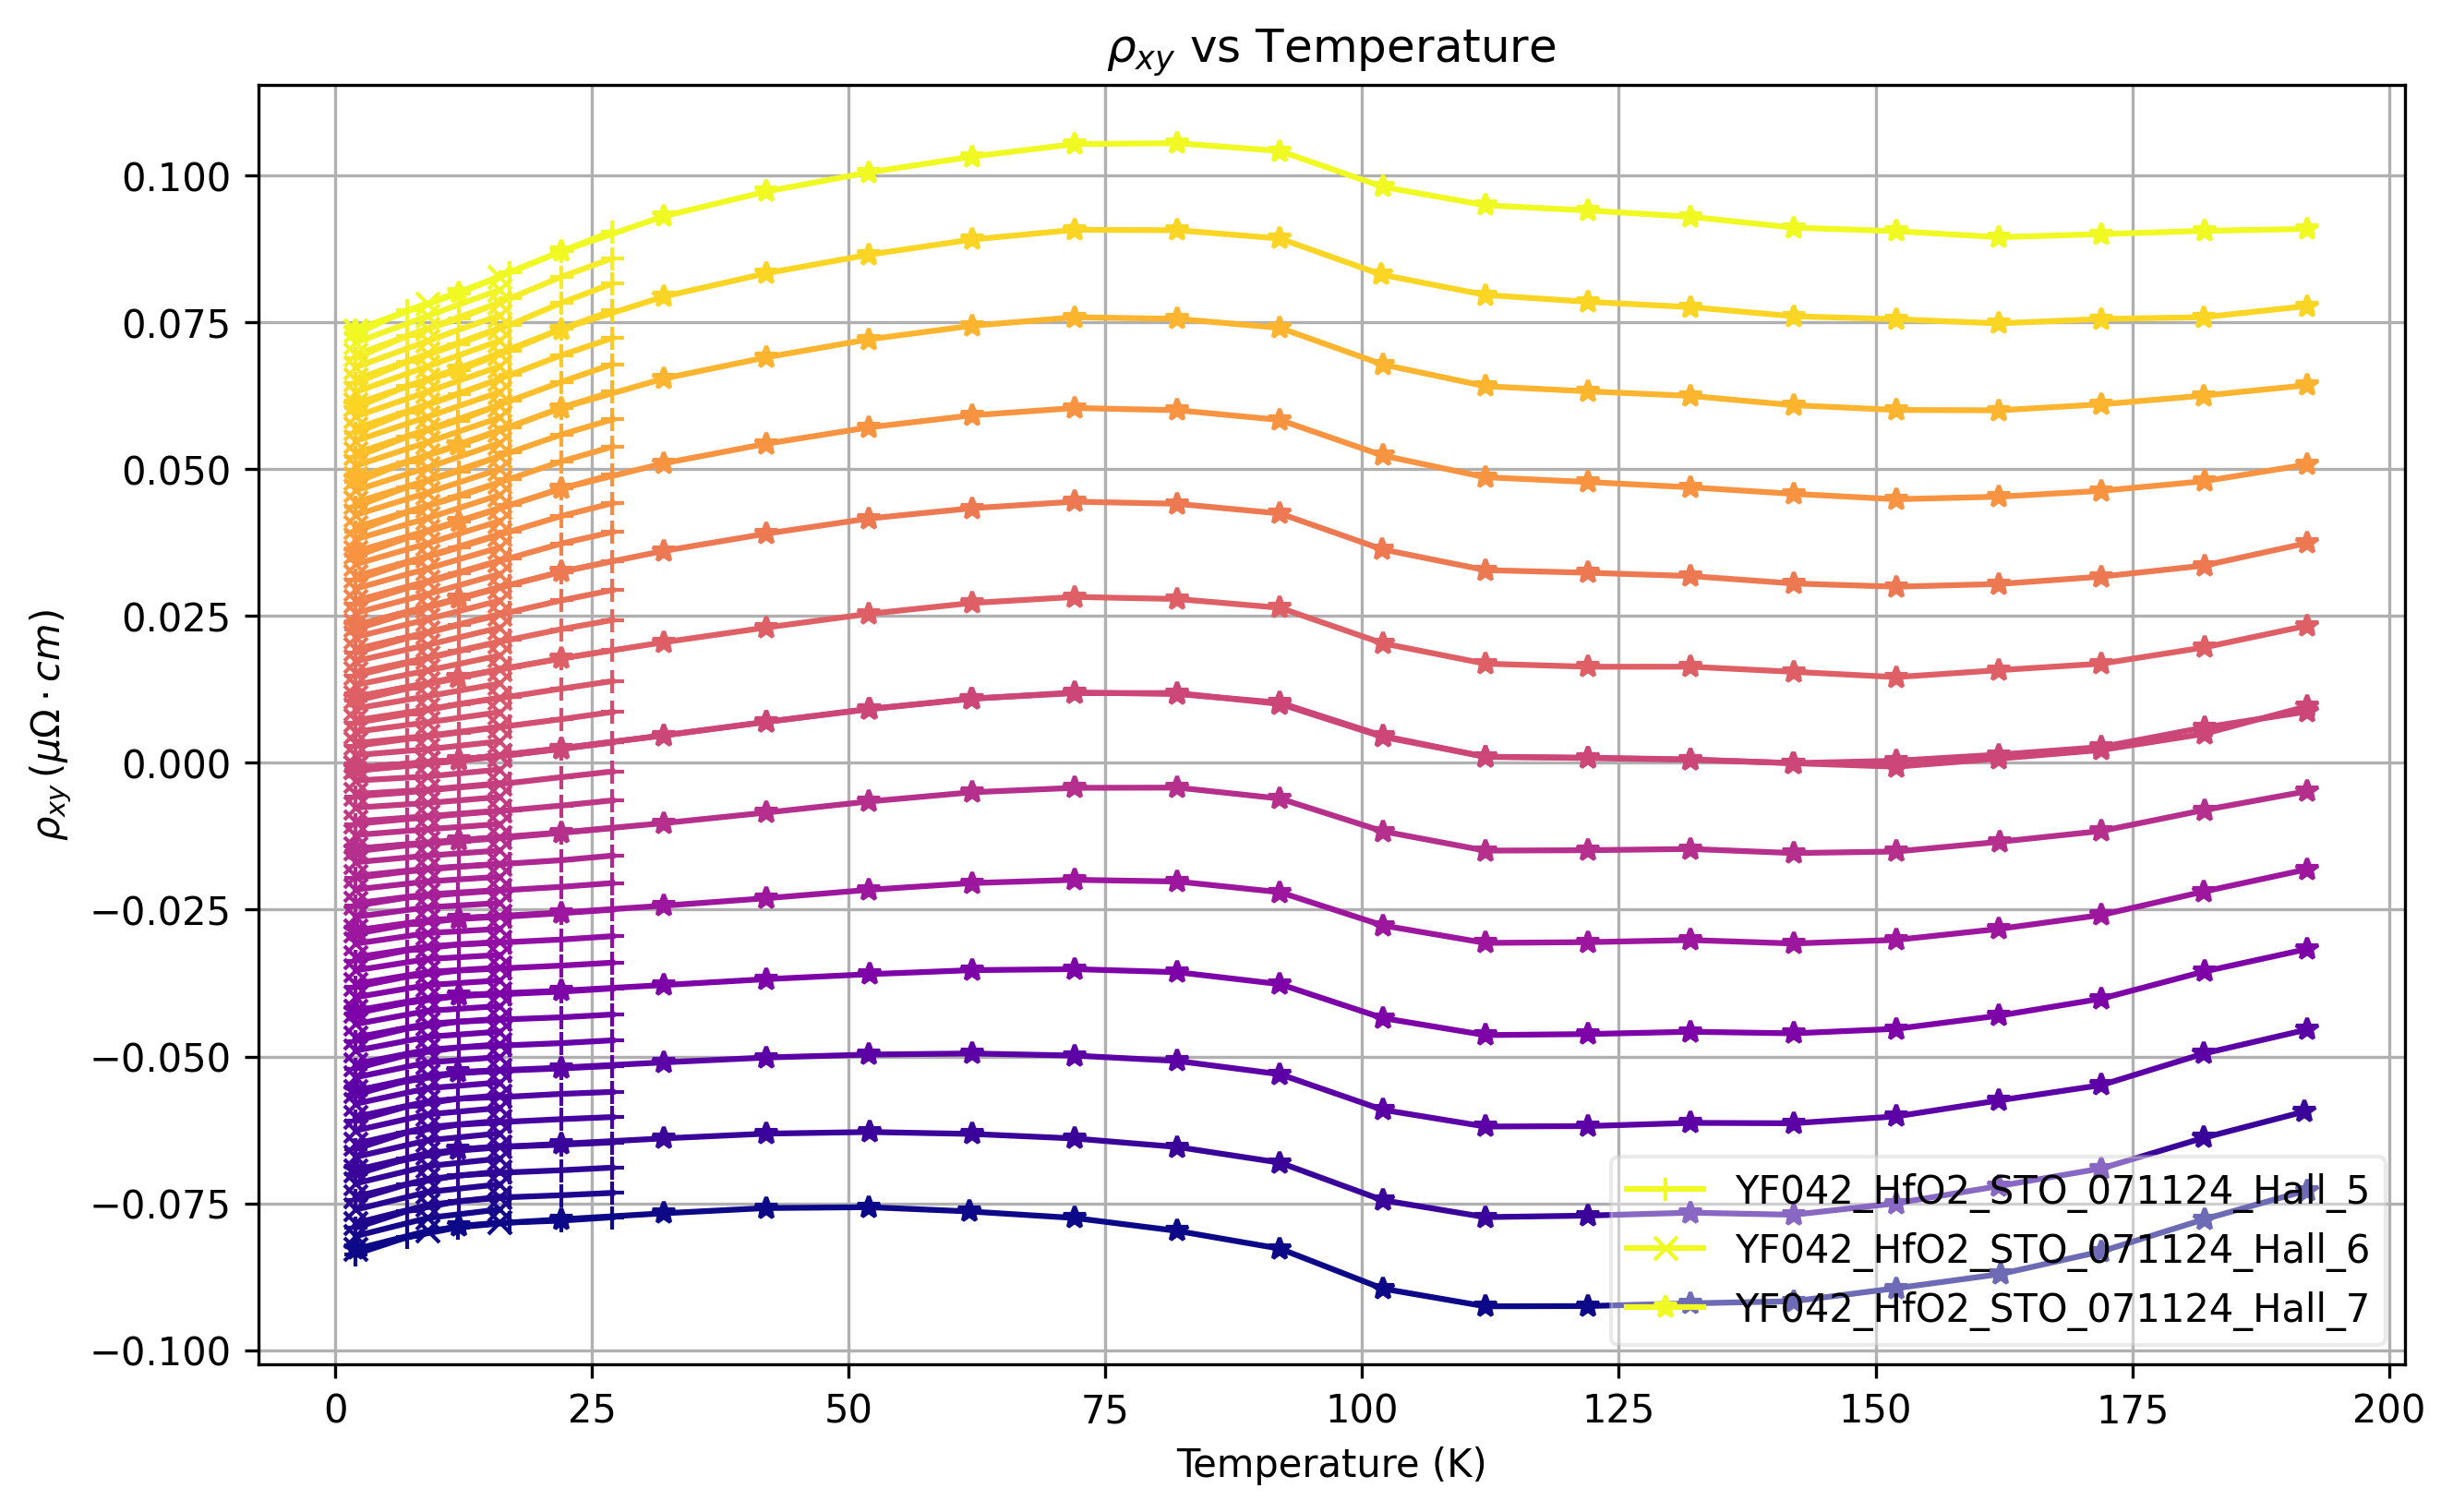 ρxy vs Temperature
0.100
0.075
0.050
0.025
0.000
−0.025
−0.050
−0.075
−0.100
ρxy (μΩ · cm)
YF042_HfO2_STO_071124_Hall_5
YF042_HfO2_STO_071124_Hall_6
YF042_HfO2_STO_071124_Hall_7
0 25 50 75 100 125 150 175 200
Temperature (K)